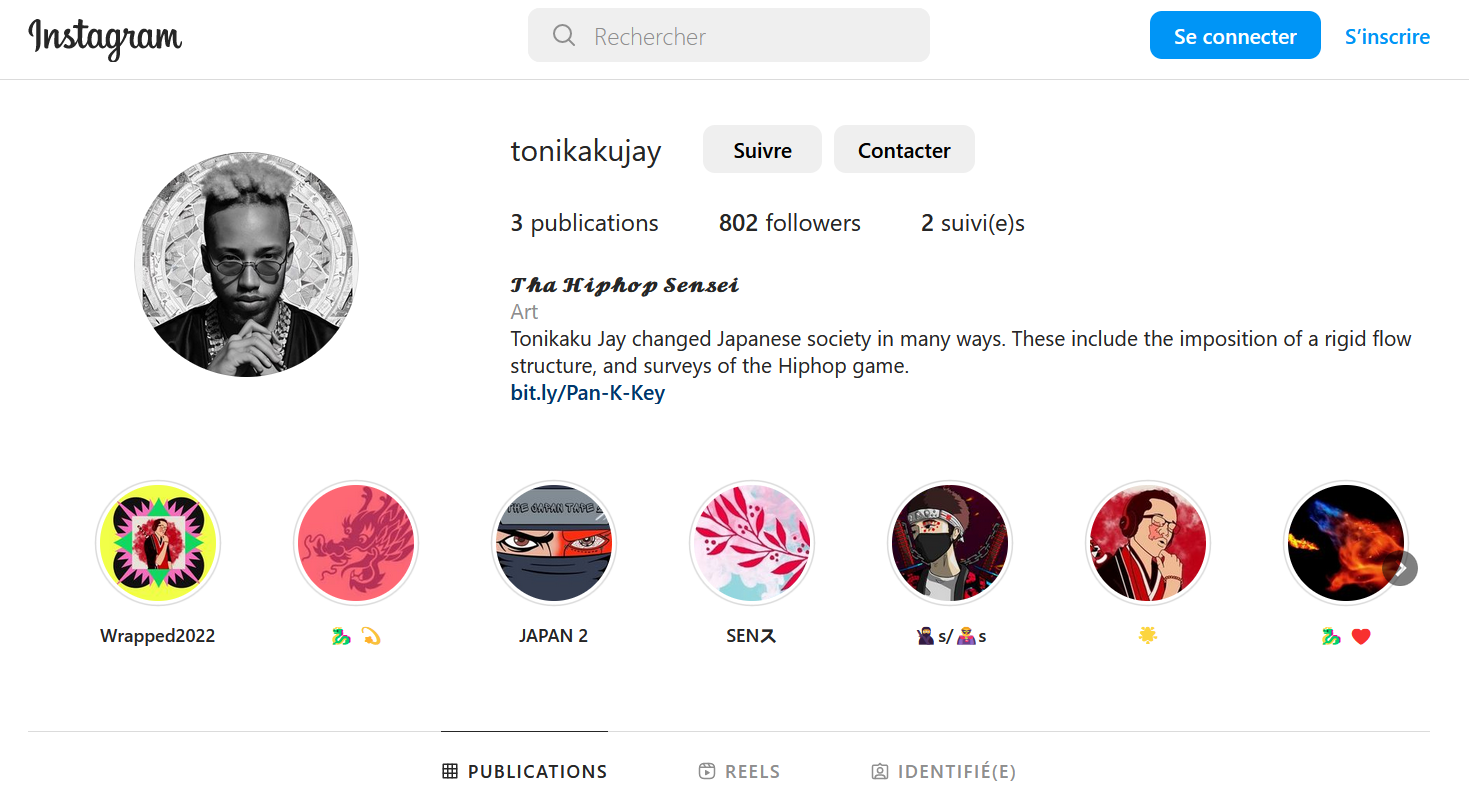 Instagram
Rechercher
Se connecter
S’inscrire
tonikakujay
Suivre
Contacter
3 publications
802 followers
2 suivi(e)s
𝓣𝓱𝓪 𝓗𝓲𝓹𝓱𝓸𝓹 𝓢𝓮𝓷𝓼𝓮𝓲
Art
Tonikaku Jay changed Japanese society in many ways. These include the imposition of a rigid flow
structure, and surveys of the Hiphop game.
bit.ly/Pan-K-Key
THE JAPAN TAPE
Wrapped2022
🐉 💫
JAPAN 2
SENス
🥷s/🦸s
🌟
🐉 ❤️
PUBLICATIONS
REELS
IDENTIFIÉ(E)